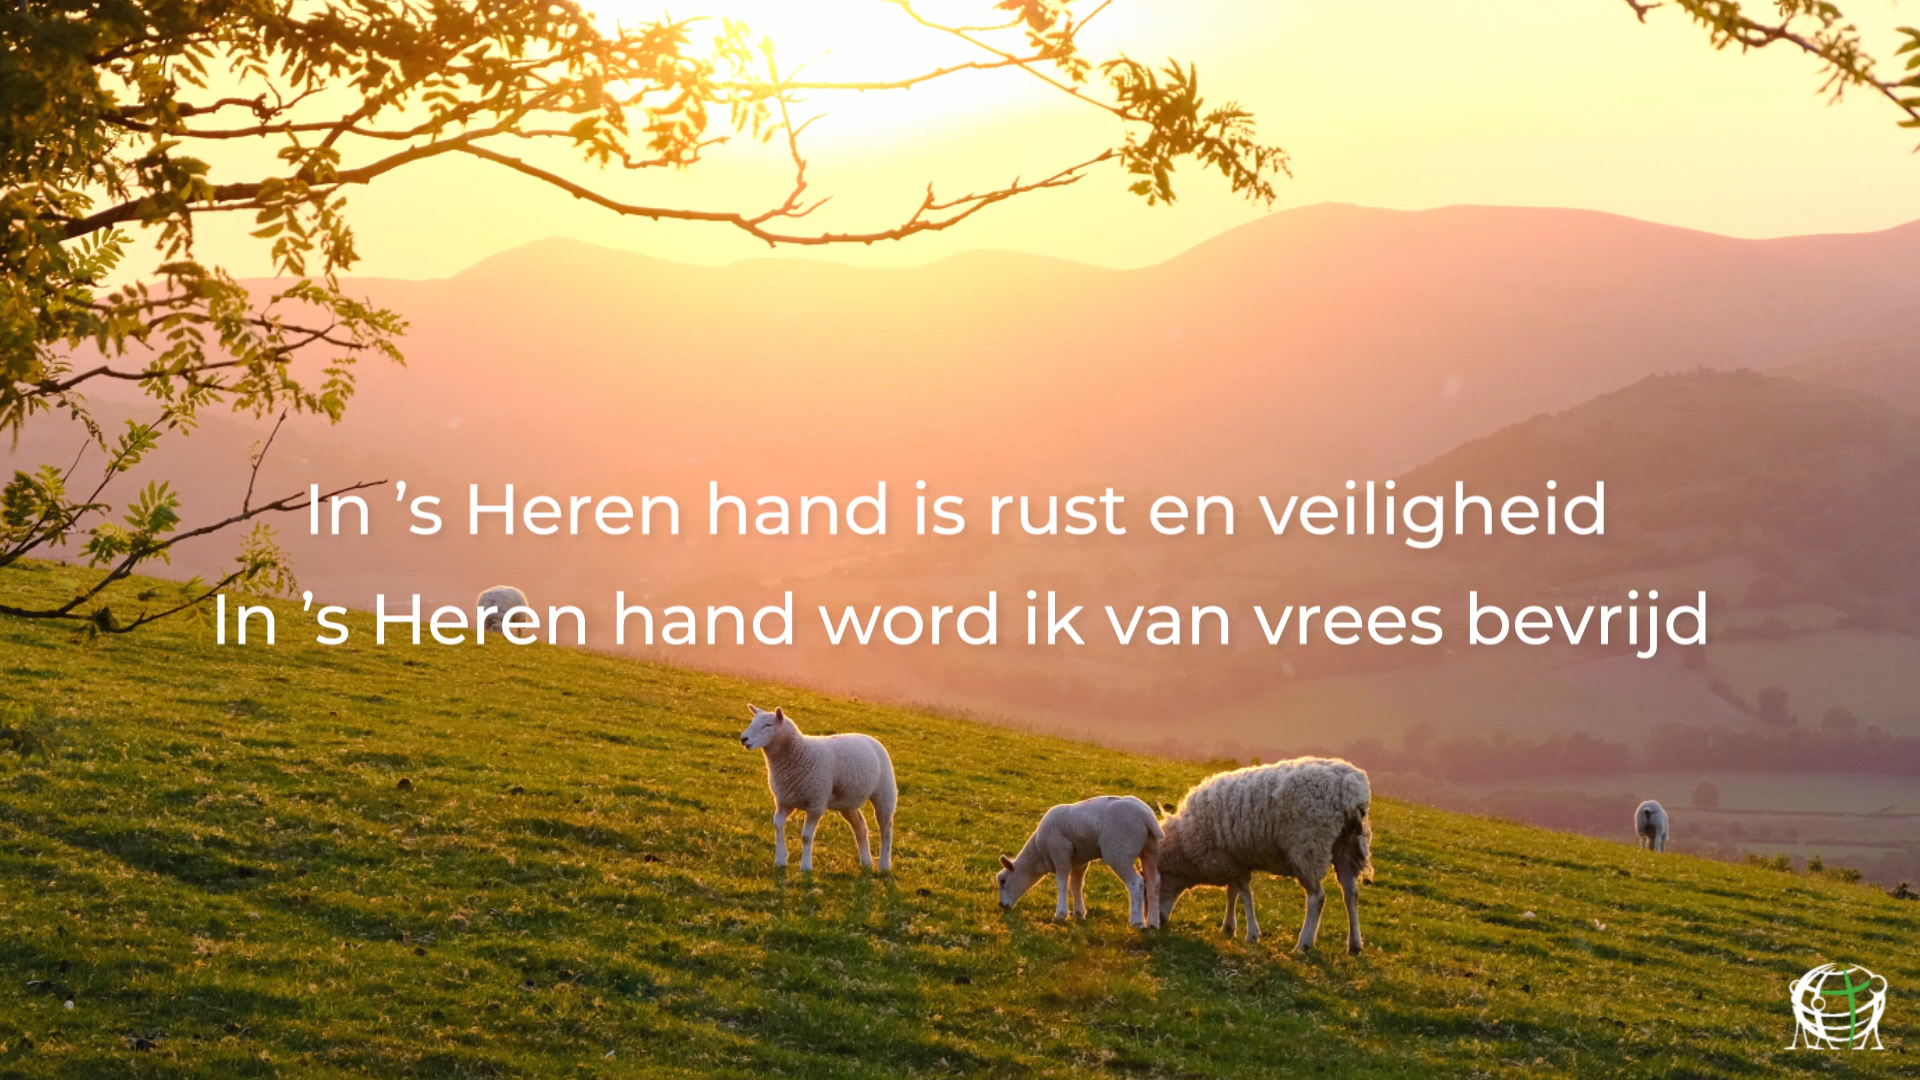 In ’s Heren hand is rust en veiligheid
In ’s Heren hand word ik van vrees bevrijd